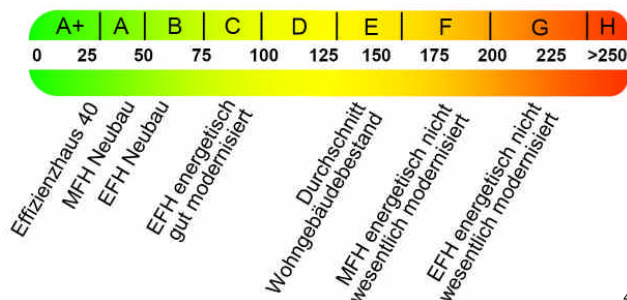 A+ A B C D E F G H
0 25 50 75 100 125 150 175 200 225 >250
Effizienzhaus 40
MFH Neubau
EFH Neubau
EFH energetisch
gut modernisiert
Durchschnitt
Wohngebäudebestand
MFH energetisch nicht
wesentlich modernisiert
EFH energetisch nicht
wesentlich modernisiert